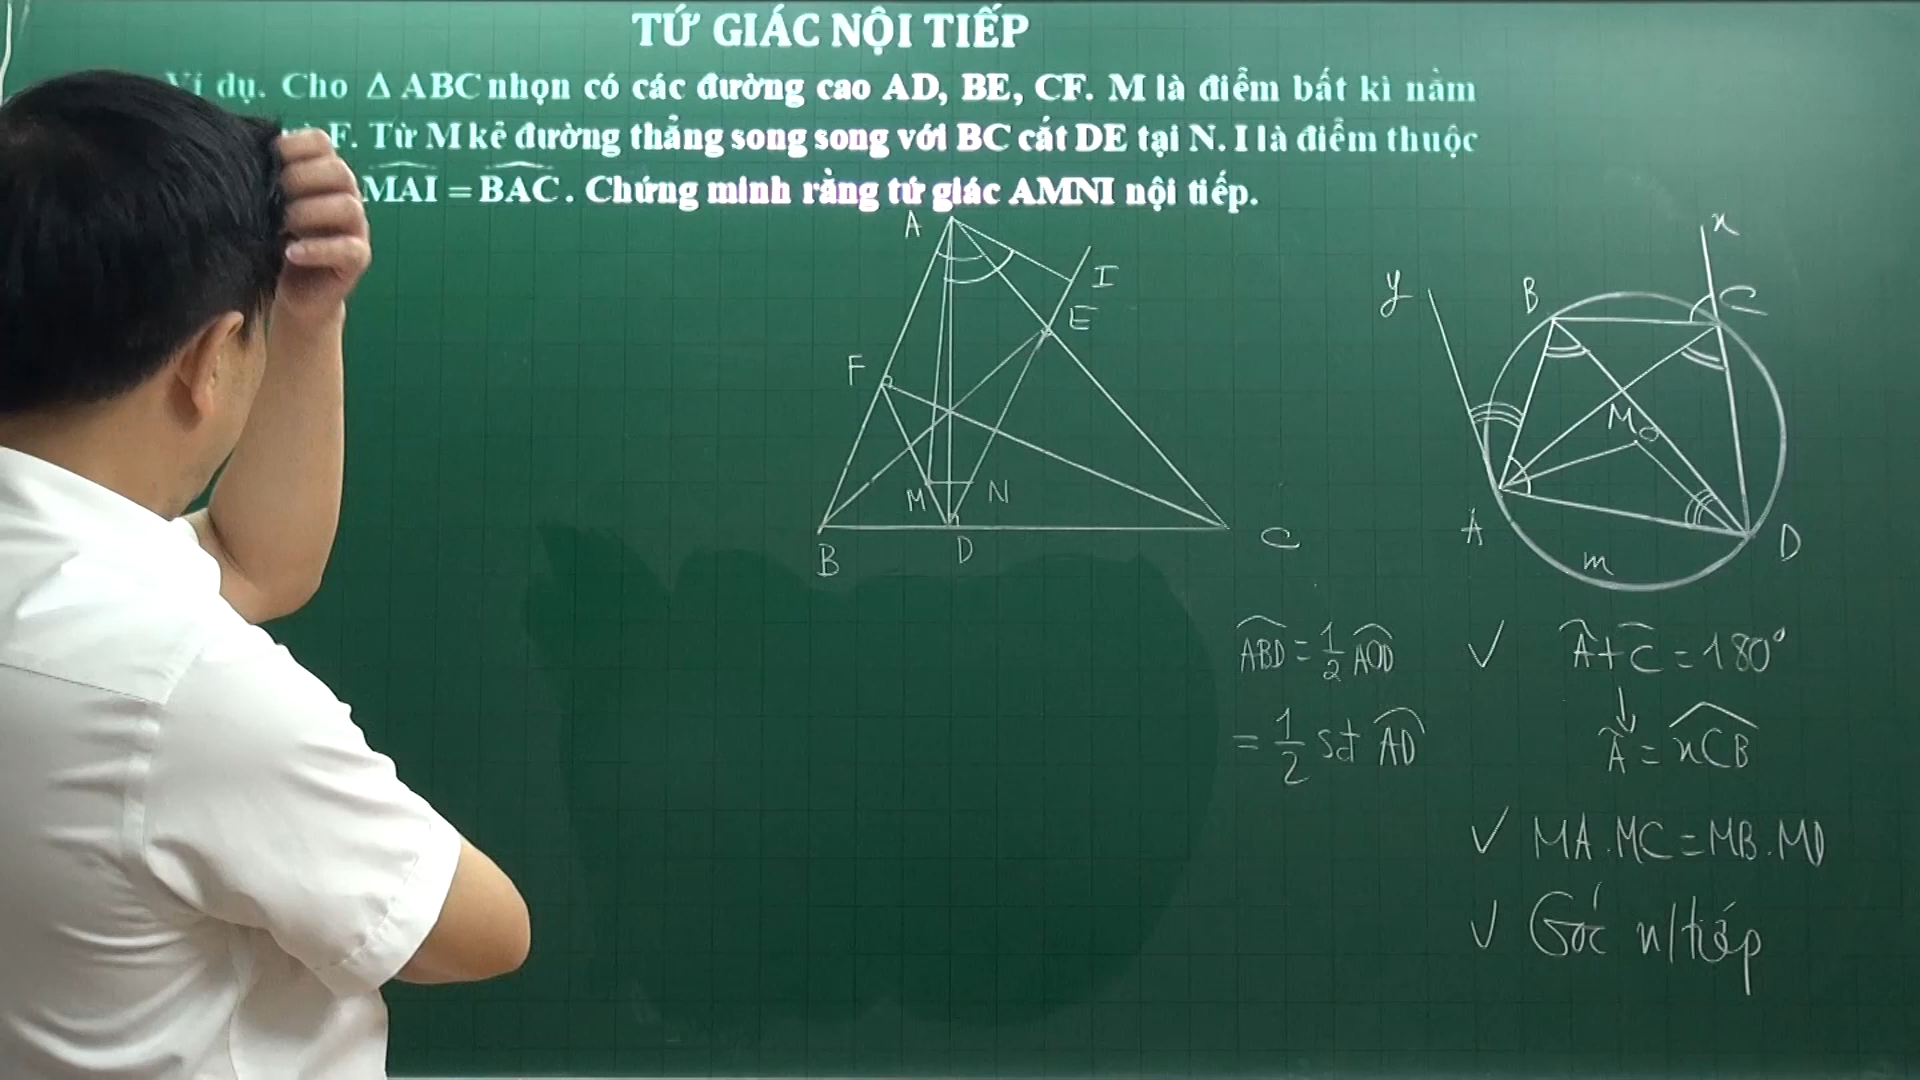 TỨ GIÁC NỘI TIẾP
Ví dụ. Cho Δ ABC nhọn có các đường cao AD, BE, CF. M là điểm bất kì nằm
F. Từ M kẻ đường thẳng song song với BC cắt DE tại N. I là điểm thuộc
MAI = BAC. Chứng minh rằng tứ giác AMNI nội tiếp.
A
I
E
F
M
N
B
D
C
x
y
B
C
M
O
A
D
m
ABD = 1/2 AOD
= 1/2 sđ AD
✓ A + C = 180°
↓
A = xCB
✓ MA.MC = MB.MD
✓ Góc n/tiếp